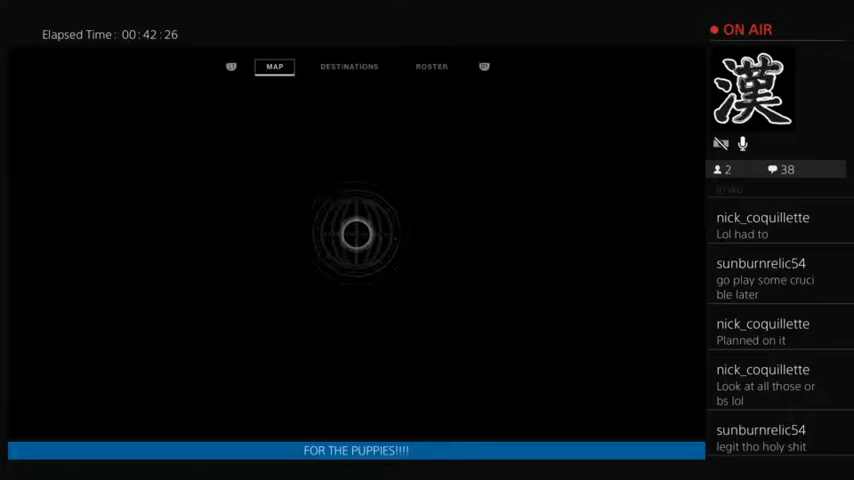 Elapsed Time : 00:42:26
ON AIR
MAP
DESTINATIONS
ROSTER
漢
2
38
nick_coquillette
Lol had to
sunburnrelic54
go play some cruci
ble later
nick_coquillette
Planned on it
nick_coquillette
Look at all those or
bs lol
sunburnrelic54
legit tho holy shit
FOR THE PUPPIES!!!!